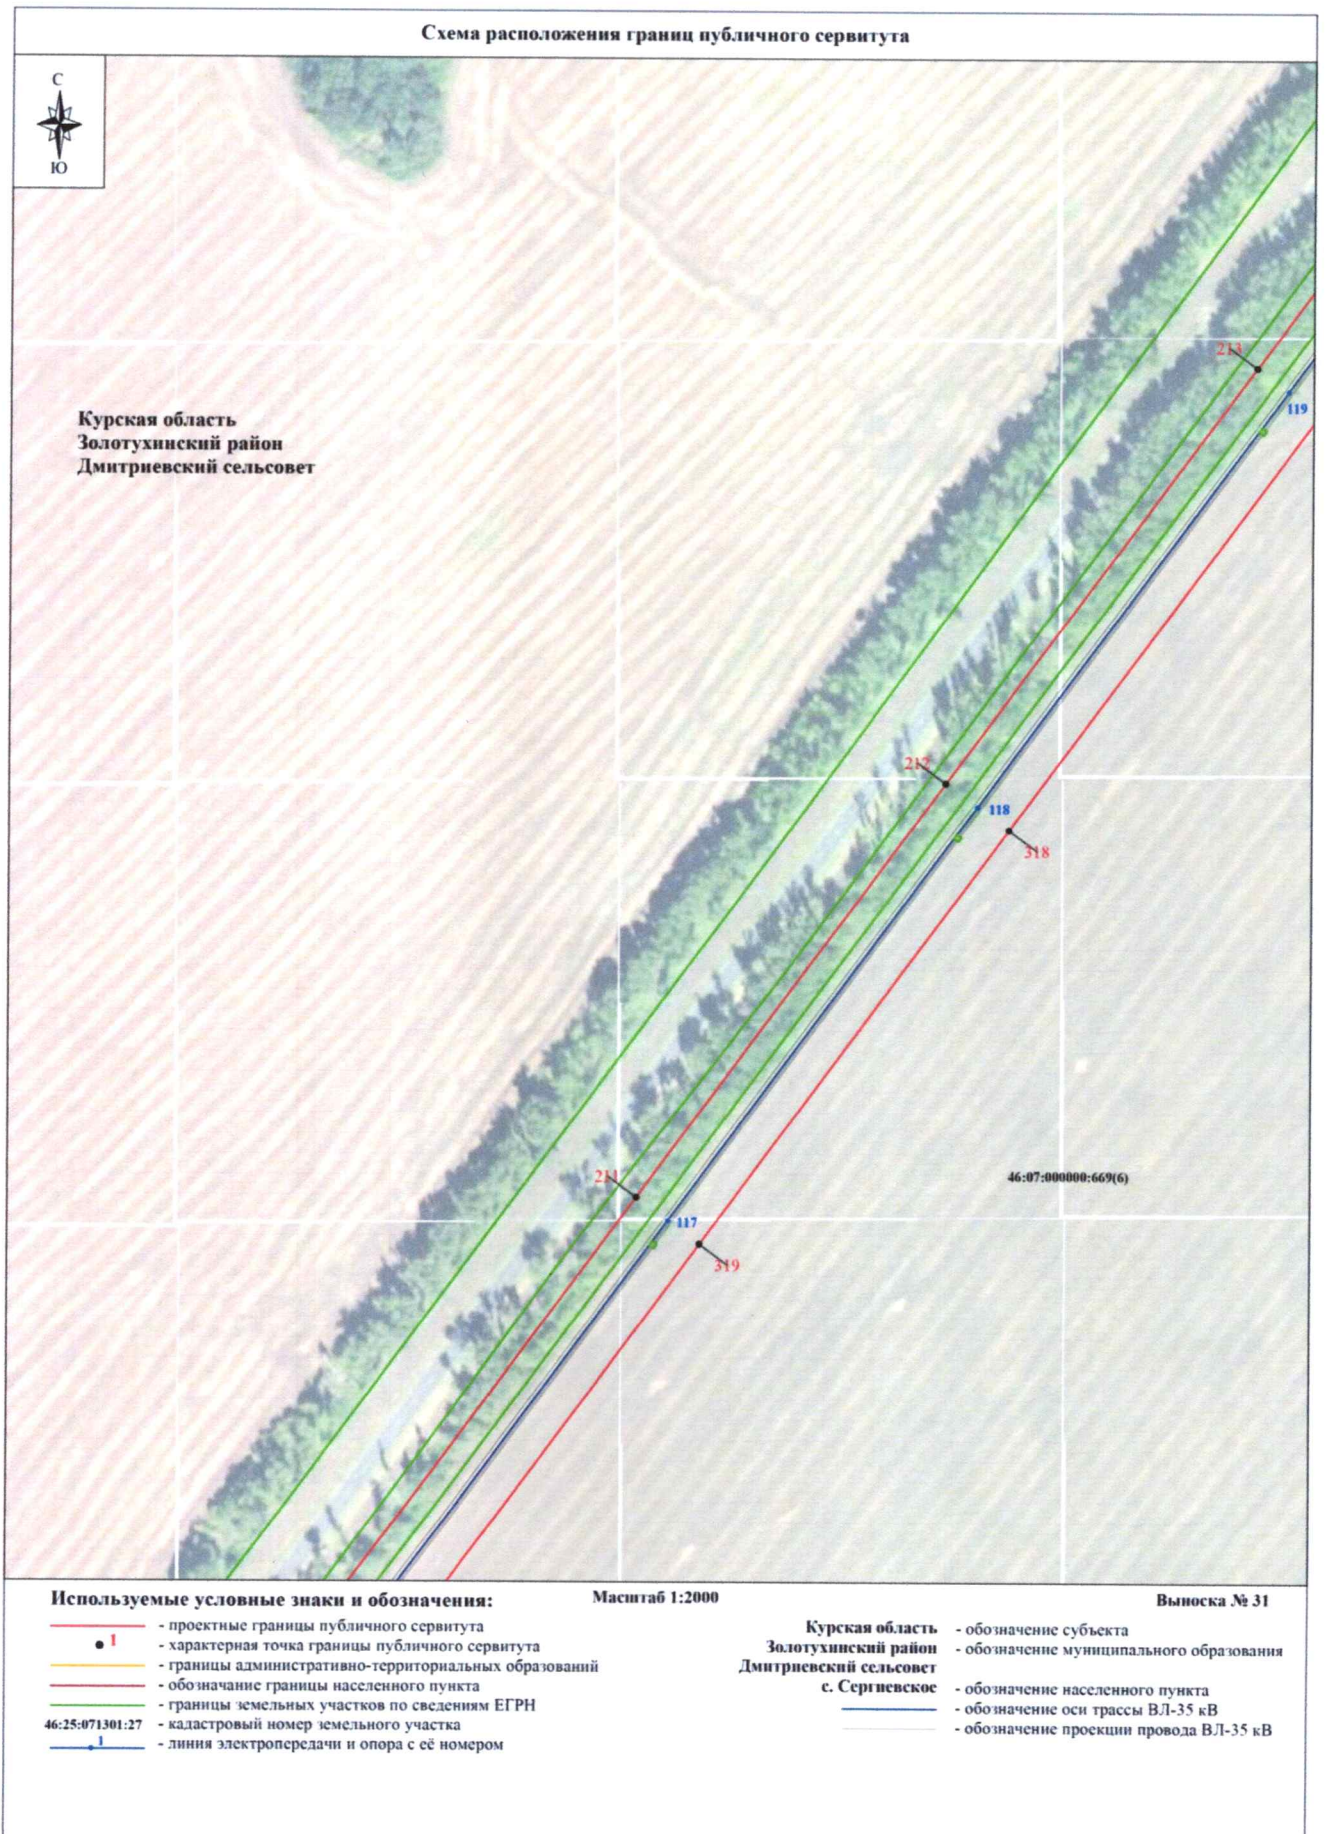 Схема расположения границ публичного сервитута
С
Ю
213
119
Курская область
Золотухинский район
Дмитриевский сельсовет
212
118
318
46:07:000000:669(6)
211
117
319
Используемые условные знаки и обозначения:
Масштаб 1:2000
Выноска № 31
- проектные границы публичного сервитута
1 - характерная точка границы публичного сервитута
- границы административно-территориальных образований
- обозначание границы населенного пункта
- границы земельных участков по сведениям ЕГРН
46:25:071301:27 - кадастровый номер земельного участка
1 - линия электропередачи и опора с её номером
Курская область - обозначение субъекта
Золотухинский район - обозначение муниципального образования
Дмитриевский сельсовет
с. Сергиевское - обозначение населенного пункта
- обозначение оси трассы ВЛ-35 кВ
- обозначение проекции провода ВЛ-35 кВ